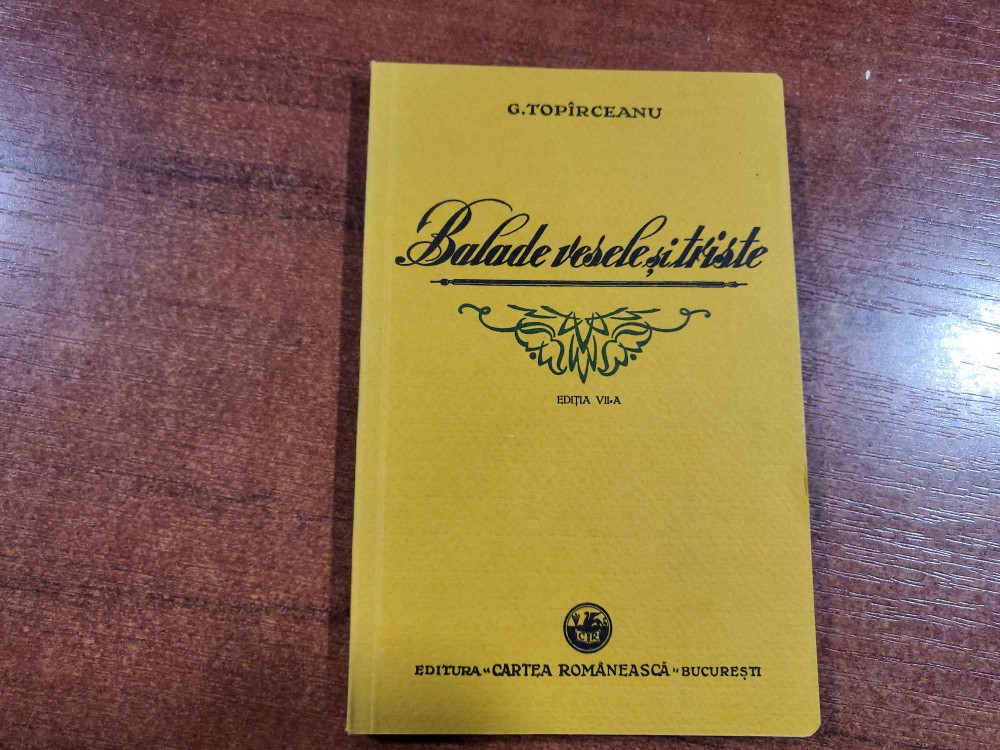 G. TOPÎRCEANU
Balade vesele și triste
EDIȚIA VII-A
C R
EDITURA „CARTEA ROMÂNEASCĂ" BUCUREȘTI